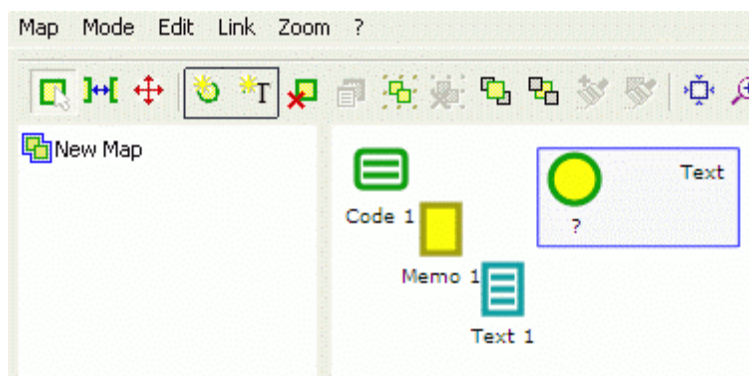 Map Mode Edit Link Zoom ?
T
New Map
Text
Code 1
?
Memo 1
Text 1